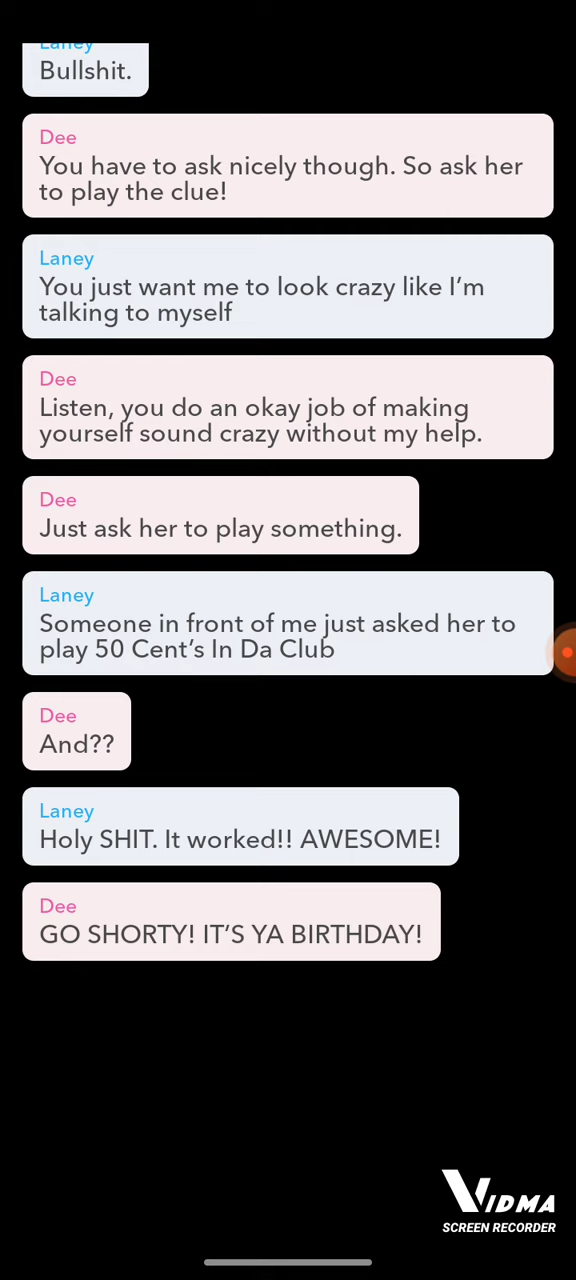 Laney
Bullshit.
Dee
You have to ask nicely though. So ask her
to play the clue!
Laney
You just want me to look crazy like I’m
talking to myself
Dee
Listen, you do an okay job of making
yourself sound crazy without my help.
Dee
Just ask her to play something.
Laney
Someone in front of me just asked her to
play 50 Cent’s In Da Club
Dee
And??
Laney
Holy SHIT. It worked!! AWESOME!
Dee
GO SHORTY! IT’S YA BIRTHDAY!
VIDMA
SCREEN RECORDER